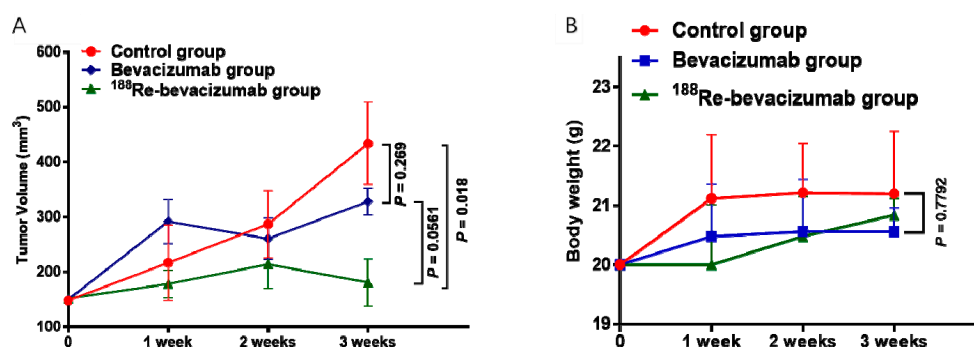 A
Tumor Volume (mm³)
600
500
400
300
200
100
Control group
Bevacizumab group
¹⁸⁸Re-bevacizumab group
P = 0.269
P = 0.0561
P = 0.018
0 1 week 2 weeks 3 weeks
B
Body weight (g)
23
22
21
20
19
Control group
Bevacizumab group
¹⁸⁸Re-bevacizumab group
P = 0.7792
0 1 week 2 weeks 3 weeks